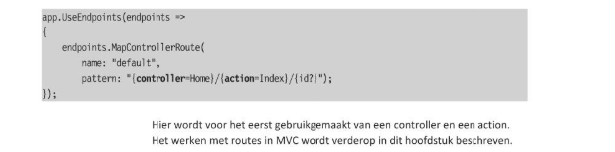 app.UseEndpoints(endpoints =>
{
endpoints.MapControllerRoute(
name: "default",
pattern: "{controller=Home}/{action=Index}/{id?}");
});
Hier wordt voor het eerst gebruikgemaakt van een controller en een action.
Het werken met routes in MVC wordt verderop in dit hoofdstuk beschreven.